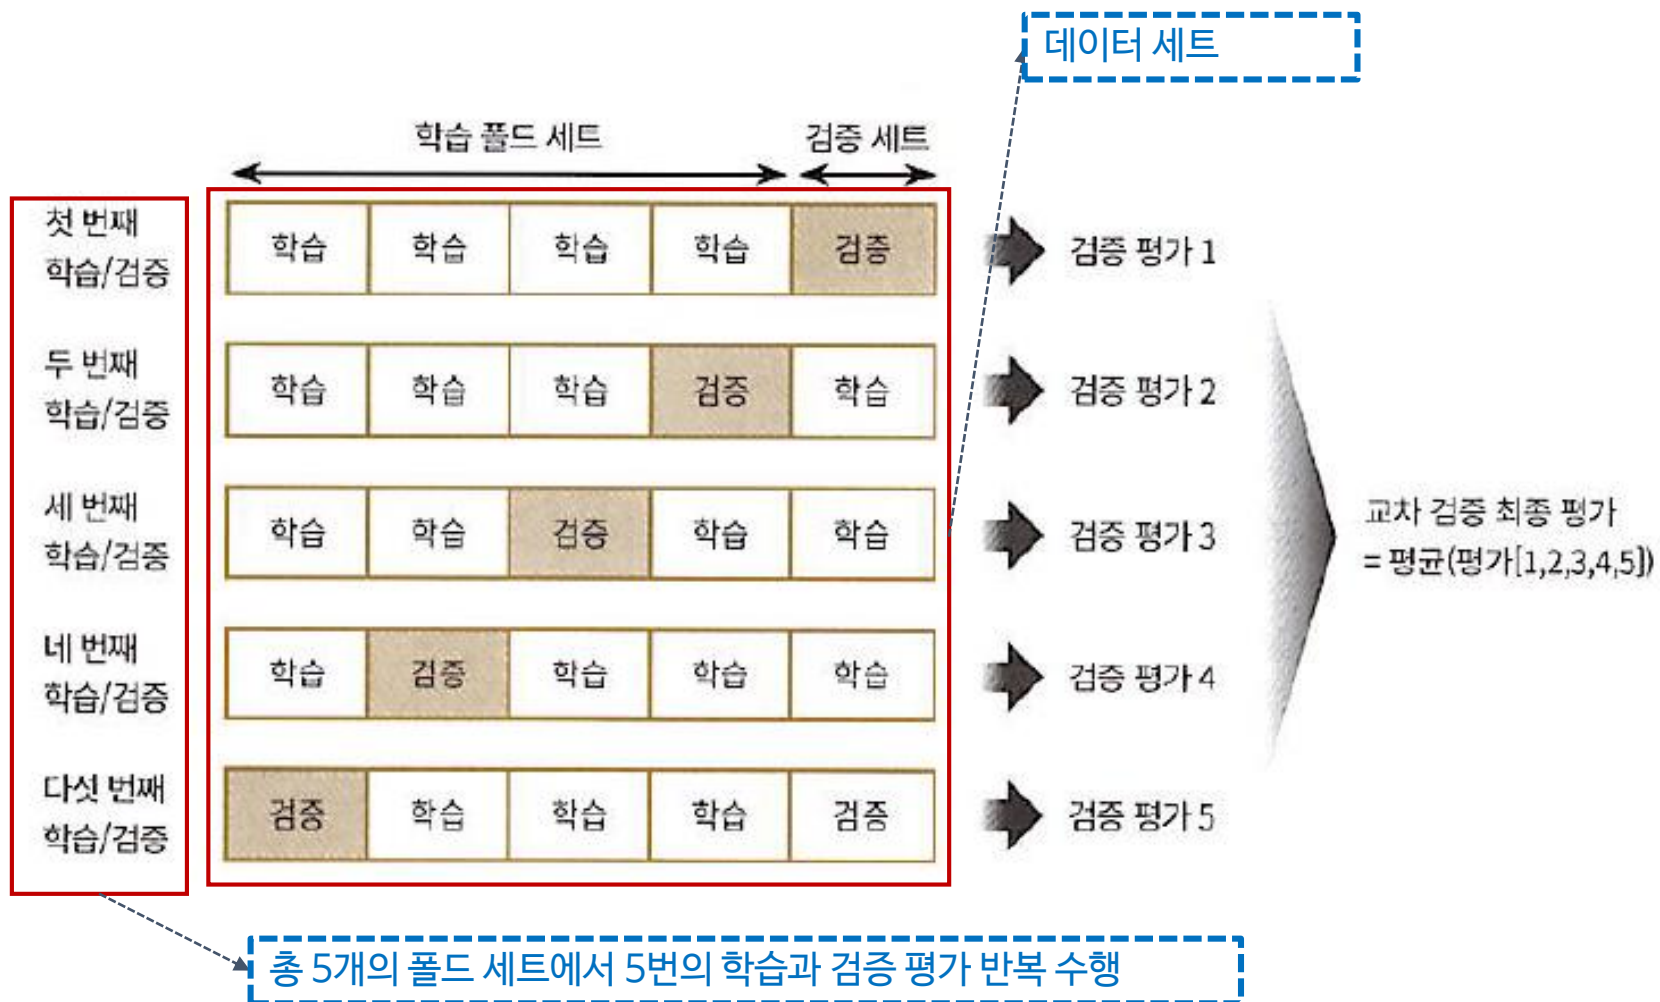 데이터 세트
학습 폴드 세트
검증 세트
첫 번째
학습/검증
학습 학습 학습 학습 검증
검증 평가 1
두 번째
학습/검증
학습 학습 학습 검증 학습
검증 평가 2
세 번째
학습/검증
학습 학습 검증 학습 학습
검증 평가 3
네 번째
학습/검증
학습 검증 학습 학습 학습
검증 평가 4
다섯 번째
학습/검증
검증 학습 학습 학습 검증
검증 평가 5
교차 검증 최종 평가
= 평균(평가[1,2,3,4,5])
총 5개의 폴드 세트에서 5번의 학습과 검증 평가 반복 수행